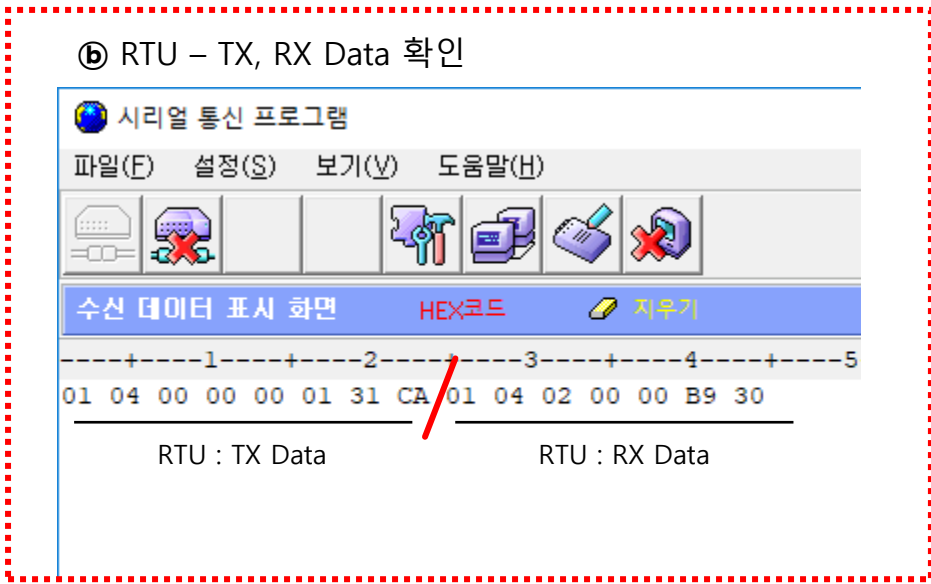 ⓑ RTU – TX, RX Data 확인
시리얼 통신 프로그램
파일(F) 설정(S) 보기(V) 도움말(H)
수신 데이터 표시 화면 HEX코드 지우기
----+----1----+----2----+----3----+----4----+----5
01 04 00 00 00 01 31 CA 01 04 02 00 00 B9 30
RTU : TX Data RTU : RX Data